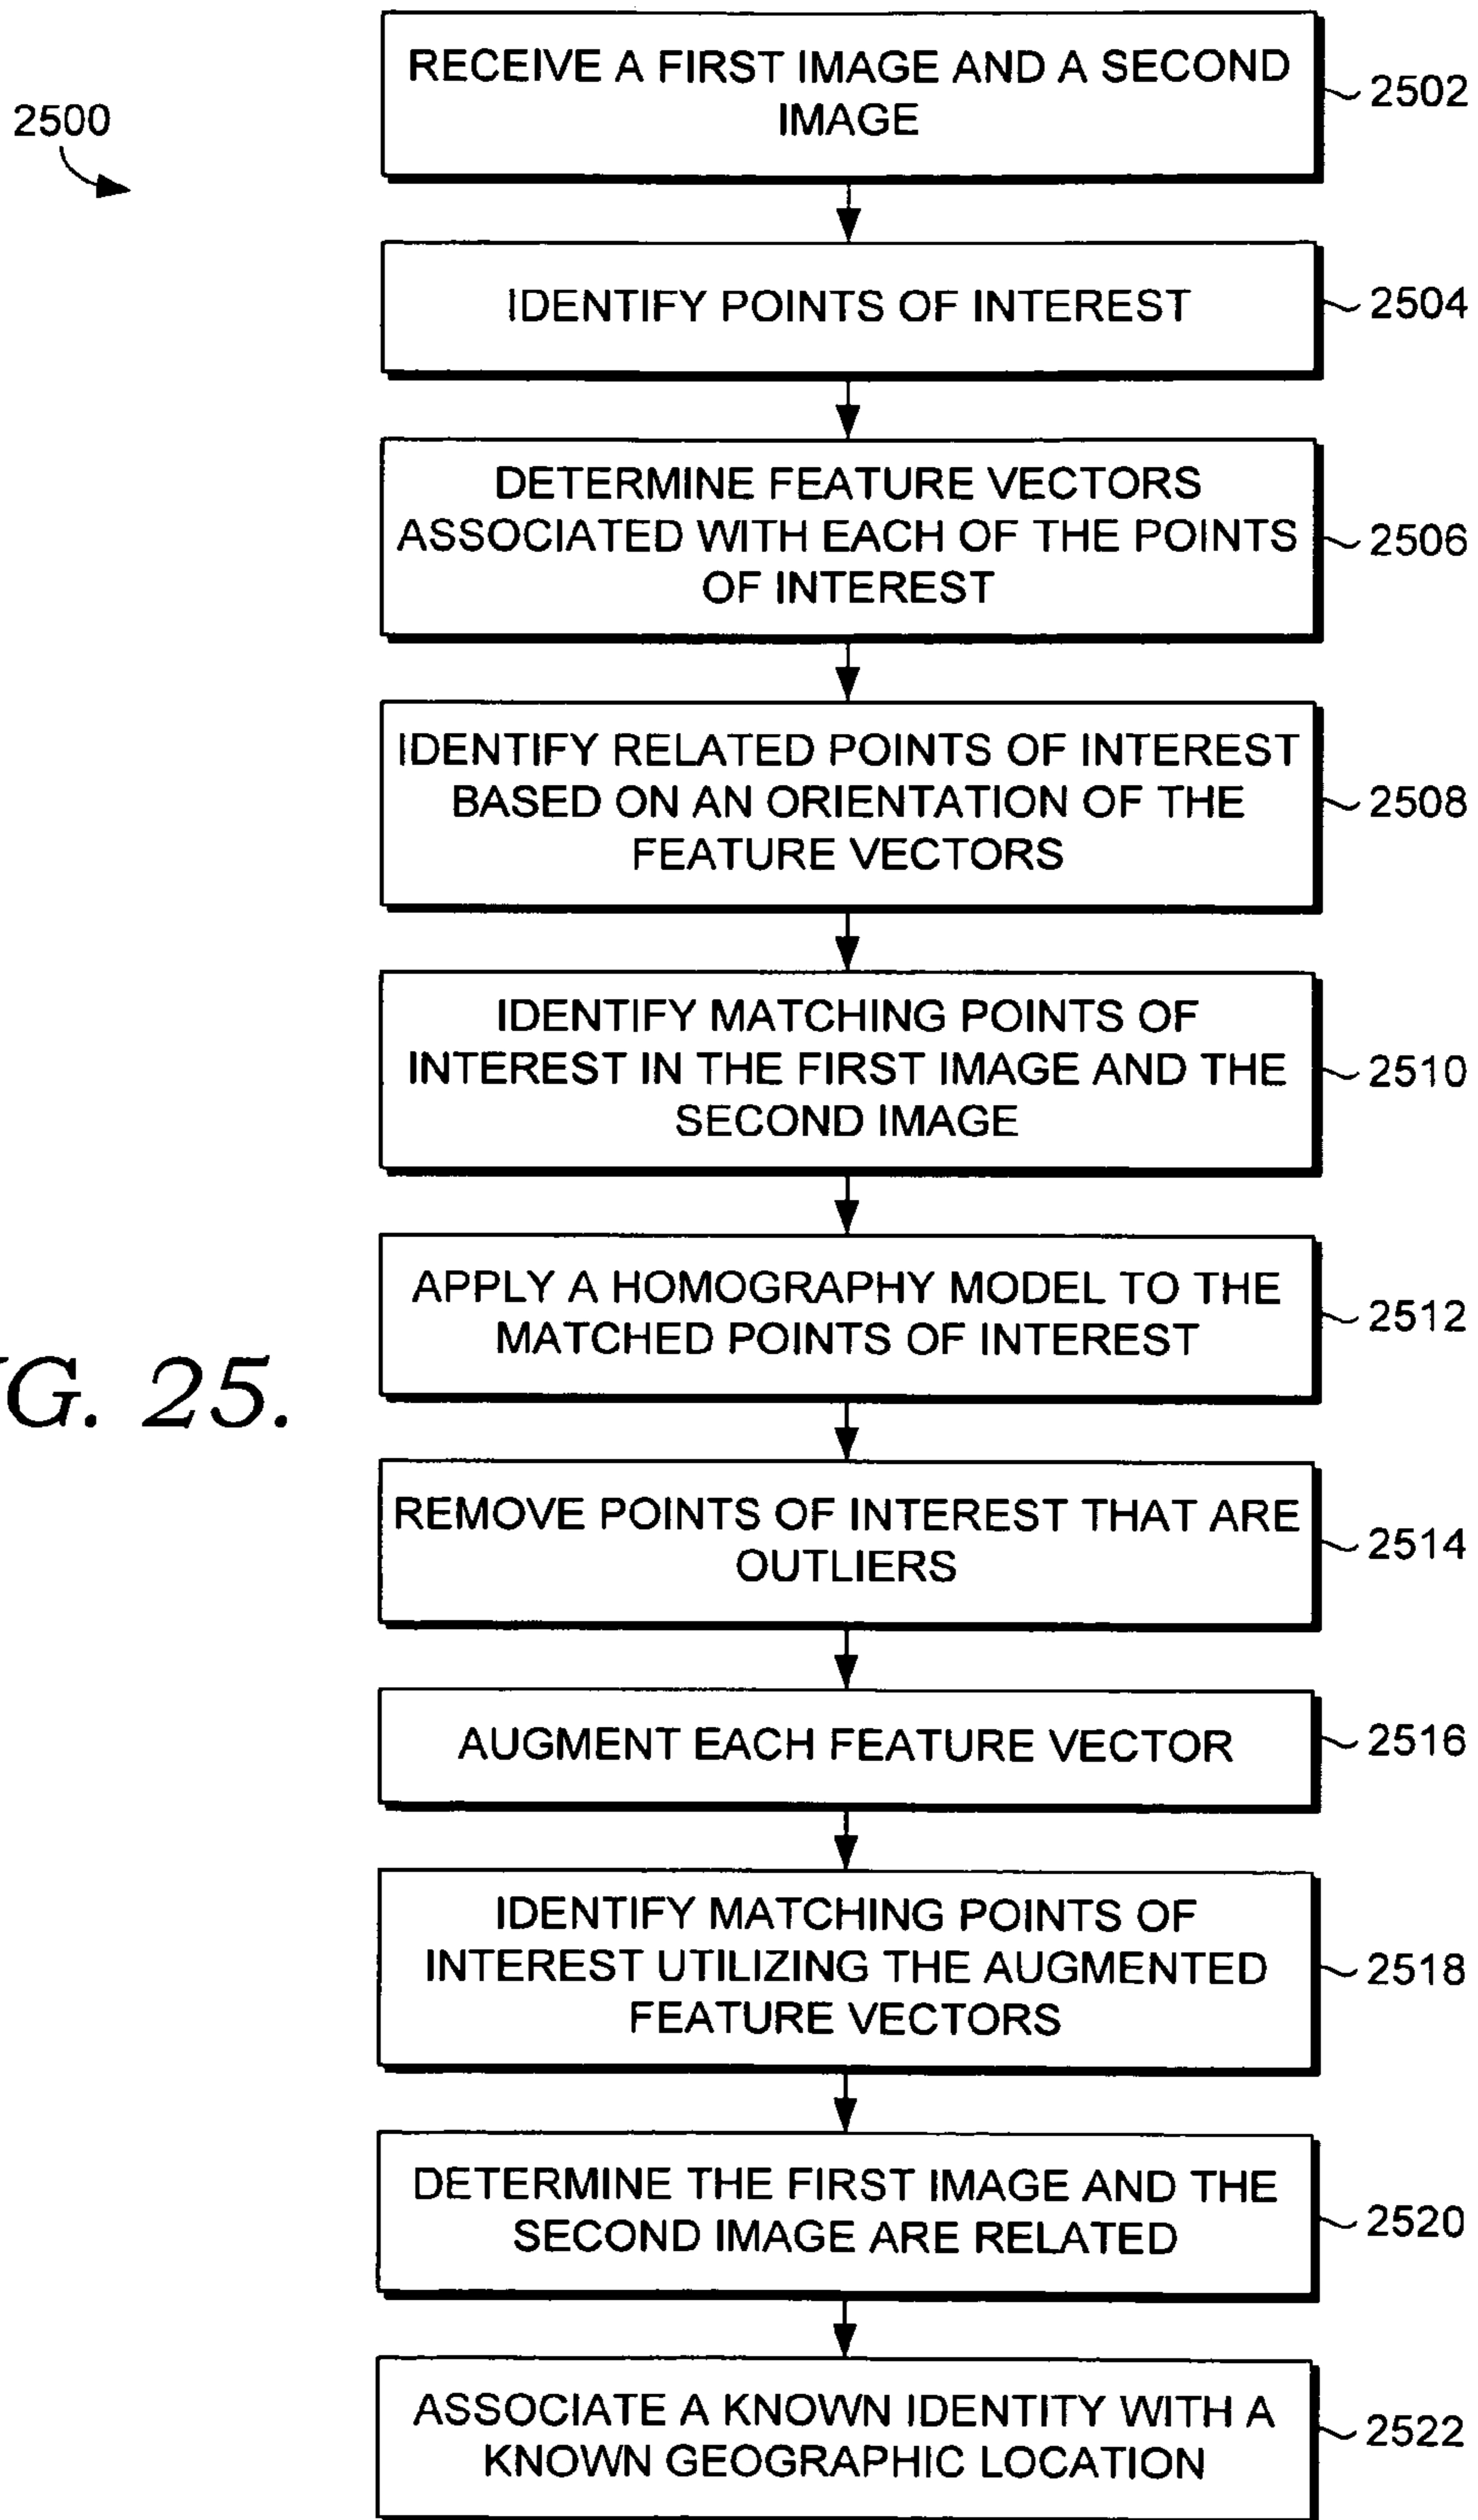 2500
RECEIVE A FIRST IMAGE AND A SECOND
IMAGE
2502
IDENTIFY POINTS OF INTEREST
2504
DETERMINE FEATURE VECTORS
ASSOCIATED WITH EACH OF THE POINTS
OF INTEREST
2506
IDENTIFY RELATED POINTS OF INTEREST
BASED ON AN ORIENTATION OF THE
FEATURE VECTORS
2508
IDENTIFY MATCHING POINTS OF
INTEREST IN THE FIRST IMAGE AND THE
SECOND IMAGE
2510
APPLY A HOMOGRAPHY MODEL TO THE
MATCHED POINTS OF INTEREST
2512
G. 25.
REMOVE POINTS OF INTEREST THAT ARE
OUTLIERS
2514
AUGMENT EACH FEATURE VECTOR
2516
IDENTIFY MATCHING POINTS OF
INTEREST UTILIZING THE AUGMENTED
FEATURE VECTORS
2518
DETERMINE THE FIRST IMAGE AND THE
SECOND IMAGE ARE RELATED
2520
ASSOCIATE A KNOWN IDENTITY WITH A
KNOWN GEOGRAPHIC LOCATION
2522